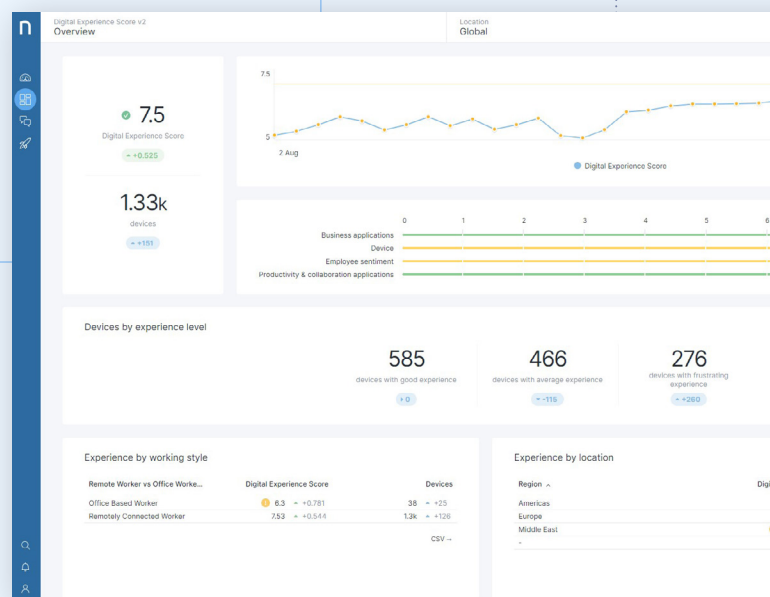 n
Digital Experience Score v2
Overview
Location
Global
7.5
Digital Experience Score
+0.525
1.33k
devices
+151
7.5
5
2 Aug
Digital Experience Score
0 1 2 3 4 5 6
Business applications
Device
Employee sentiment
Productivity & collaboration applications
Devices by experience level
585
devices with good experience
0
466
devices with average experience
-115
276
devices with frustrating
experience
+260
Experience by working style
Remote Worker vs Office Worke... Digital Experience Score Devices
Office Based Worker 6.3 +0.781 38 +25
Remotely Connected Worker 7.53 +0.544 1.3k +126
CSV
Experience by location
Region Digi
Americas
Europe
Middle East
-